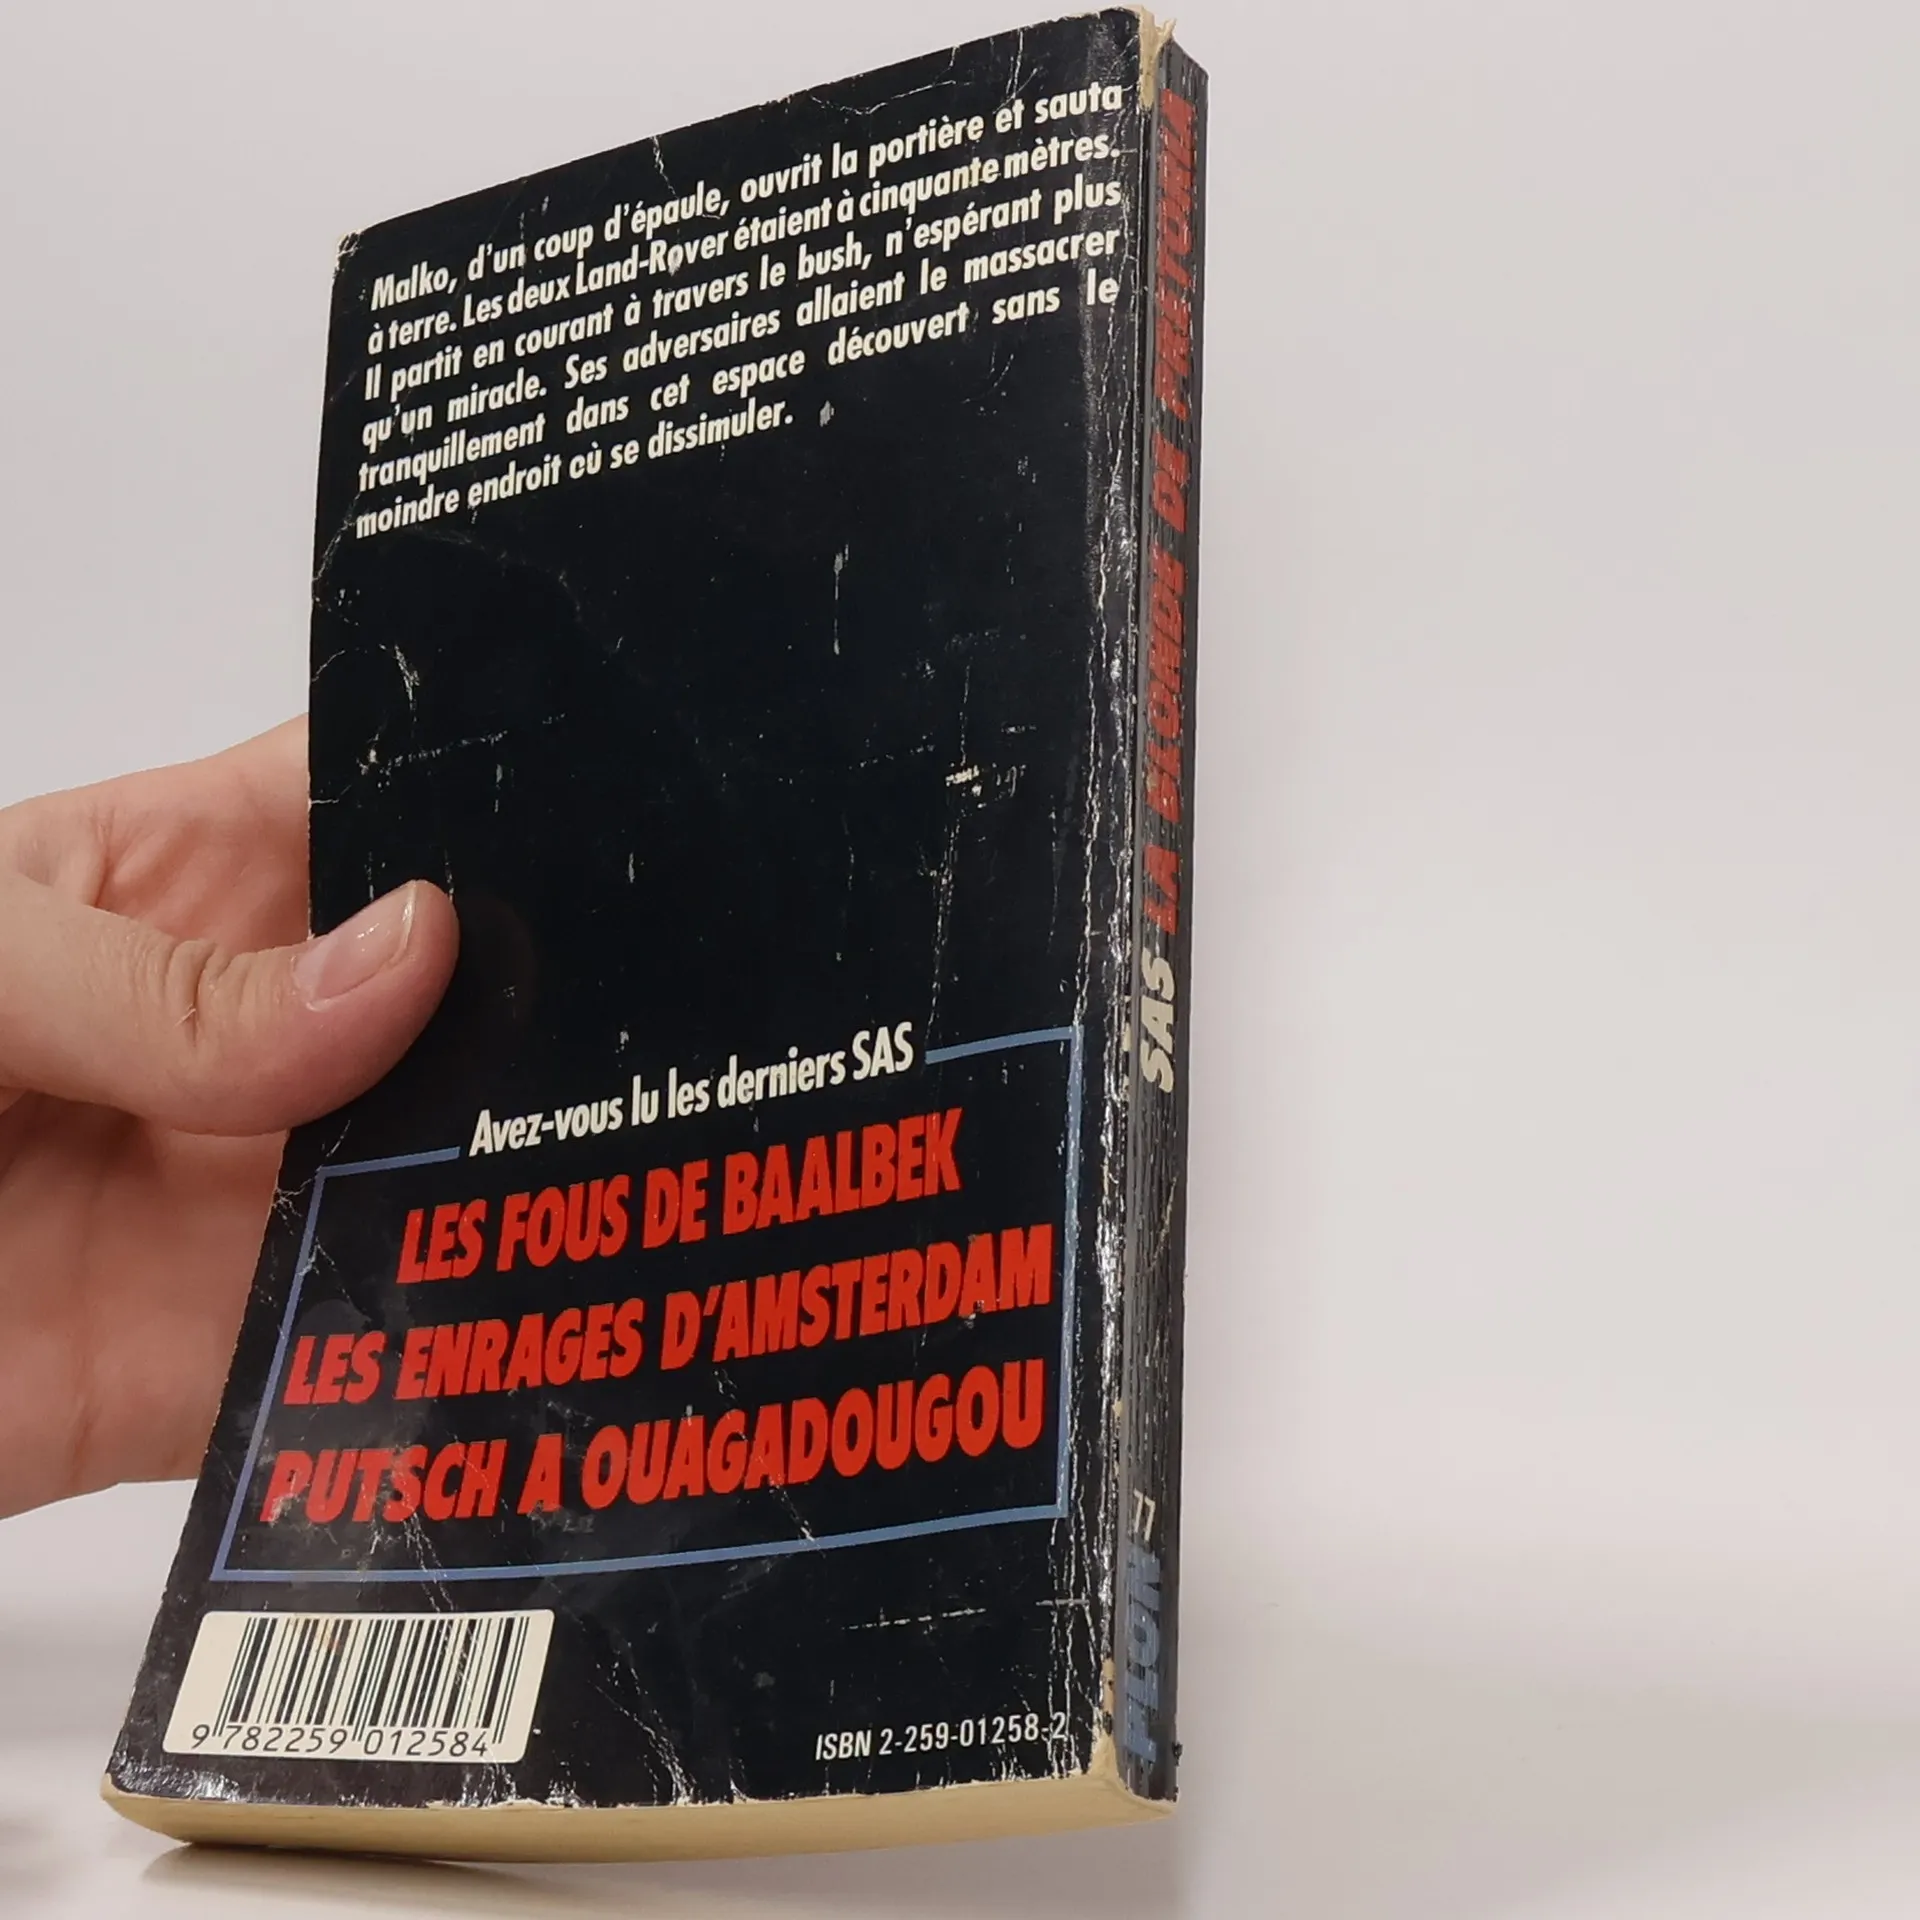 Malko, d'un coup d'épaule, ouvrit la portière et sauta
à terre. Les deux Land-Rover étaient à cinquante mètres.
Il partit en courant à travers le bush, n'espérant plus
qu'un miracle. Ses adversaires allaient le massacrer
tranquillement dans cet espace découvert sans le
moindre endroit où se dissimuler.
Avez-vous lu les derniers SAS
LES FOUS DE BAALBEK
LES ENRAGES D'AMSTERDAM
PUTSCH A OUAGADOUGOU
9 782259 012584
ISBN 2-259-01258-2
SAS LA BLONDE DE PRETORIA
77
PLON